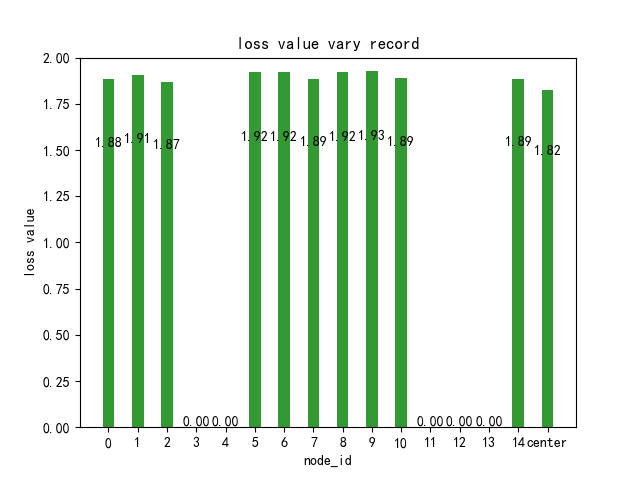 loss value vary record
loss value
2.00
1.75
1.50
1.25
1.00
0.75
0.50
0.25
0.00
1.88 1.91 1.87 0.00 0.00 1.92 1.92 1.89 1.92 1.93 1.89 0.00 0.00 0.00 1.89 1.82
0 1 2 3 4 5 6 7 8 9 10 11 12 13 14 center
node_id